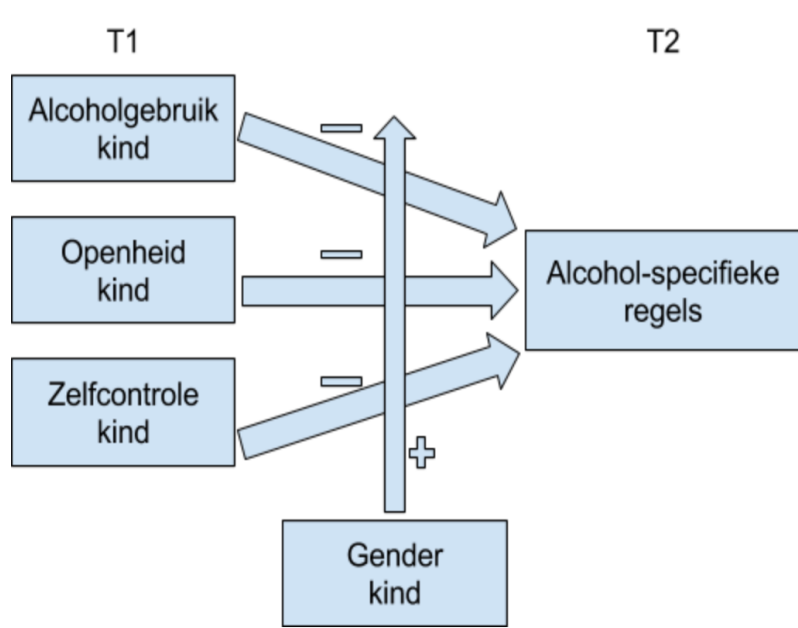 T1
T2
Alcoholgebruik
kind
Openheid
kind
Alcohol-specifieke
regels
Zelfcontrole
kind
Gender
kind